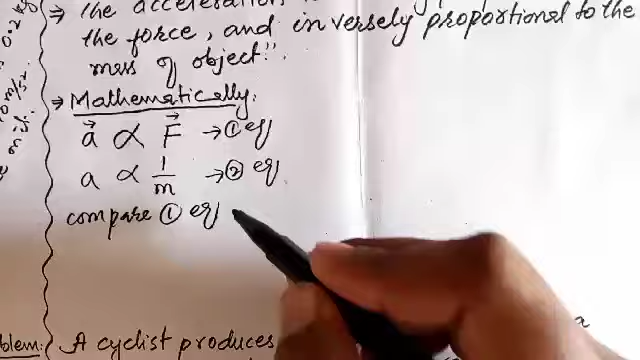 → the acceleration
the force, and inversely proportional to the
mess of object".
→ Mathematically:
a⃗ ∝ F⃗ → ① eq
a ∝ 1/m → ② eq
compare ① eq
A cyclist produces